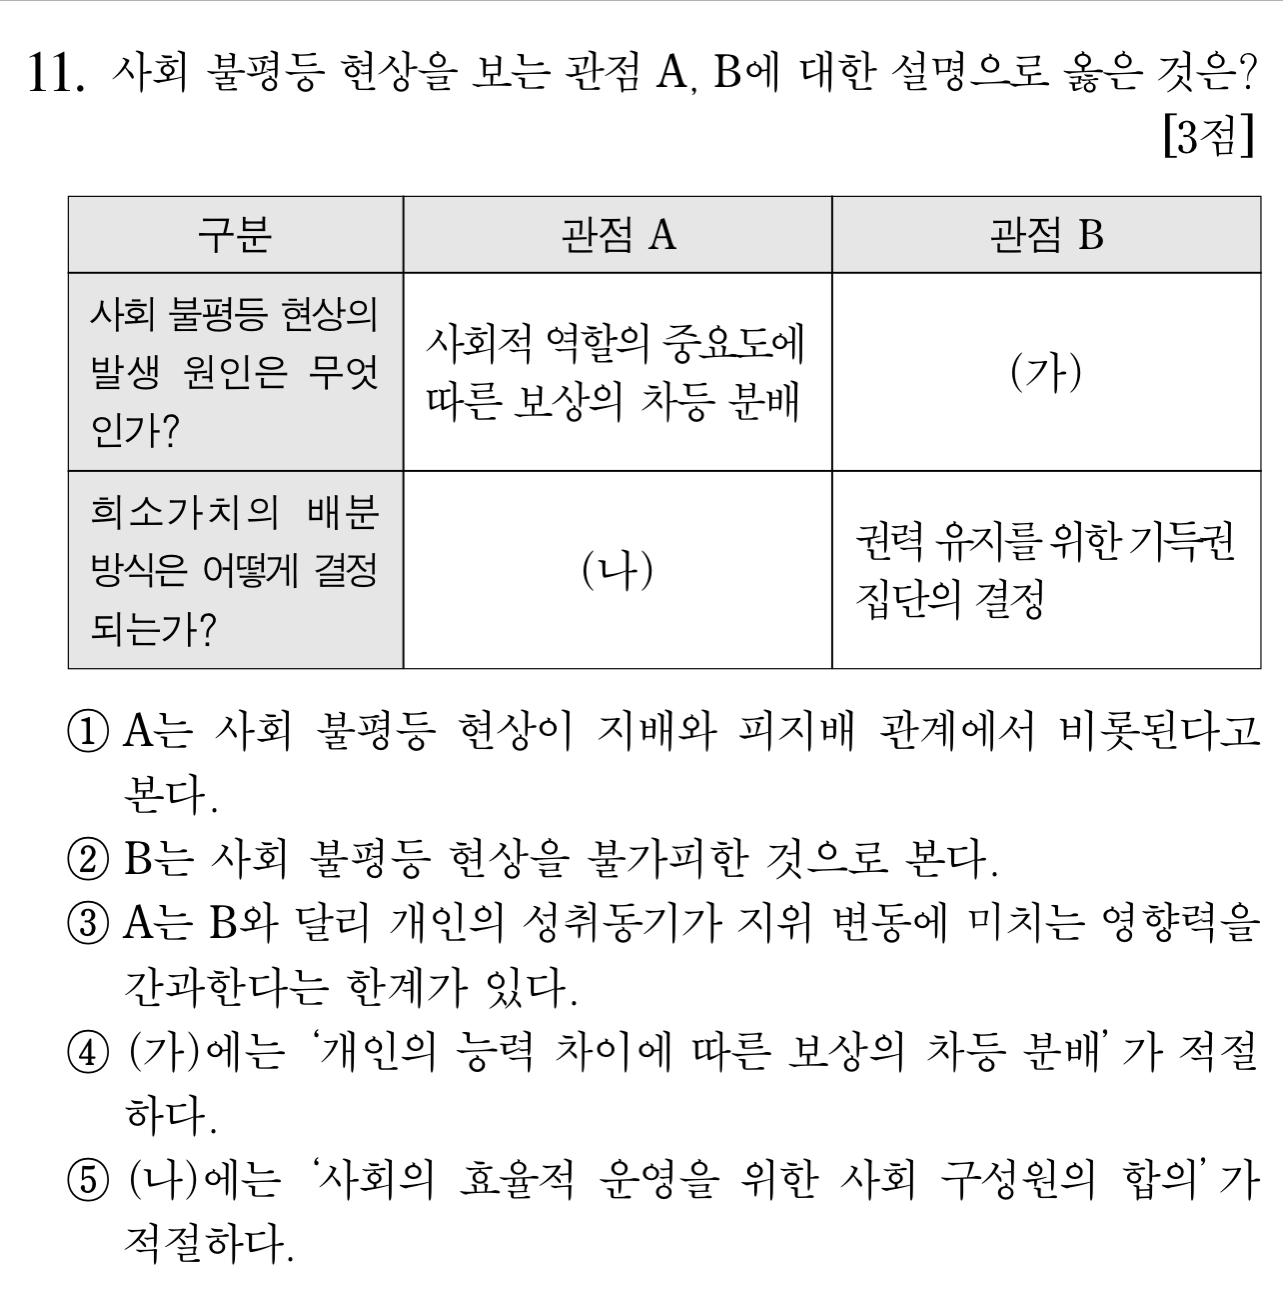 11. 사회 불평등 현상을 보는 관점 A, B에 대한 설명으로 옳은 것은?
[3점]
구분
관점 A
관점 B
사회 불평등 현상의
발생 원인은 무엇
인가?
사회적 역할의 중요도에
따른 보상의 차등 분배
(가)
희소가치의 배분
방식은 어떻게 결정
되는가?
(나)
권력 유지를 위한 기득권
집단의 결정
① A는 사회 불평등 현상이 지배와 피지배 관계에서 비롯된다고
본다.
② B는 사회 불평등 현상을 불가피한 것으로 본다.
③ A는 B와 달리 개인의 성취동기가 지위 변동에 미치는 영향력을
간과한다는 한계가 있다.
④ (가)에는 ‘개인의 능력 차이에 따른 보상의 차등 분배’가 적절
하다.
⑤ (나)에는 ‘사회의 효율적 운영을 위한 사회 구성원의 합의’가
적절하다.